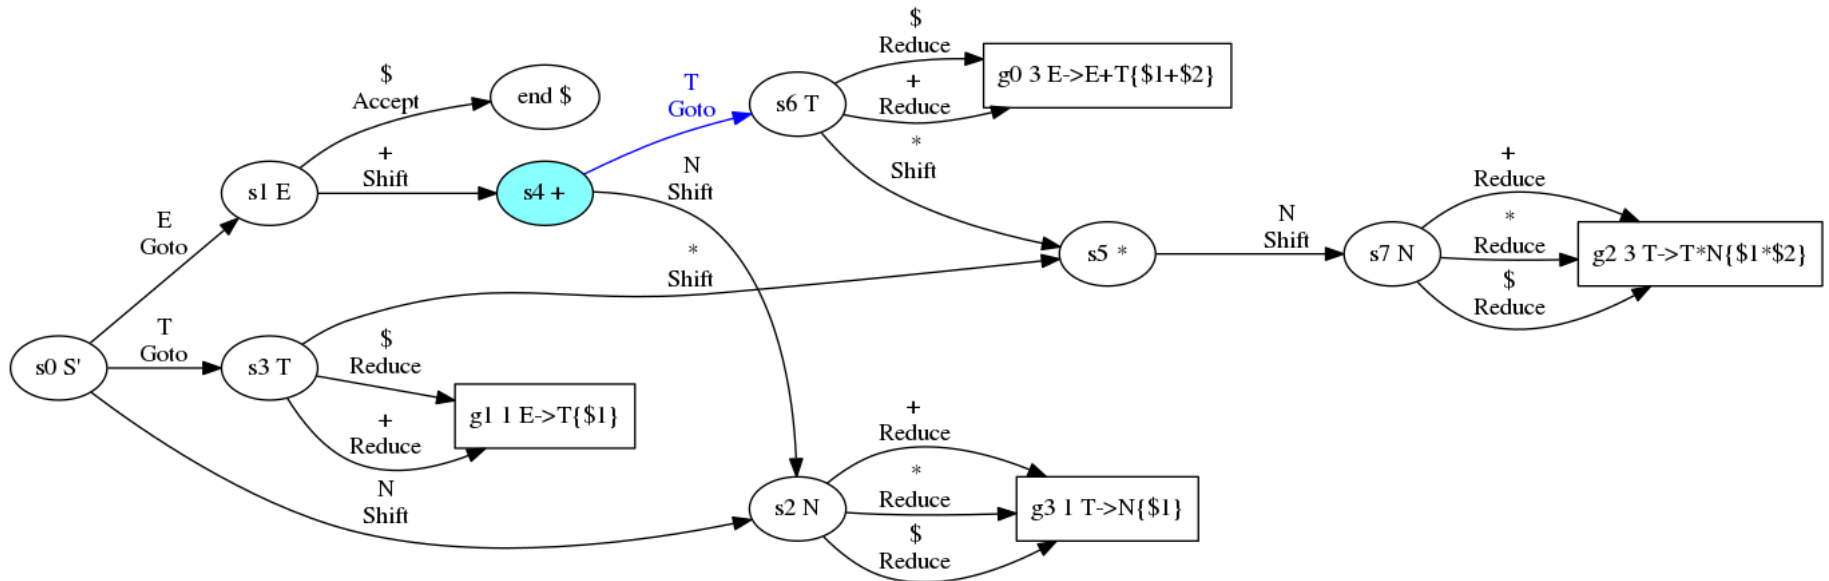 $
Reduce
g0 3 E->E+T{$1+$2}
+
Reduce
$
Accept
end $
T
Goto
s6 T
*
Shift
+
Shift
s1 E
s4 +
N
Shift
+
Reduce
E
Goto
*
Shift
s5 *
N
Shift
s7 N
*
Reduce
g2 3 T->T*N{$1*$2}
$
Reduce
T
Goto
s0 S'
s3 T
$
Reduce
g1 1 E->T{$1}
+
Reduce
N
Shift
+
Reduce
s2 N
*
Reduce
g3 1 T->N{$1}
$
Reduce